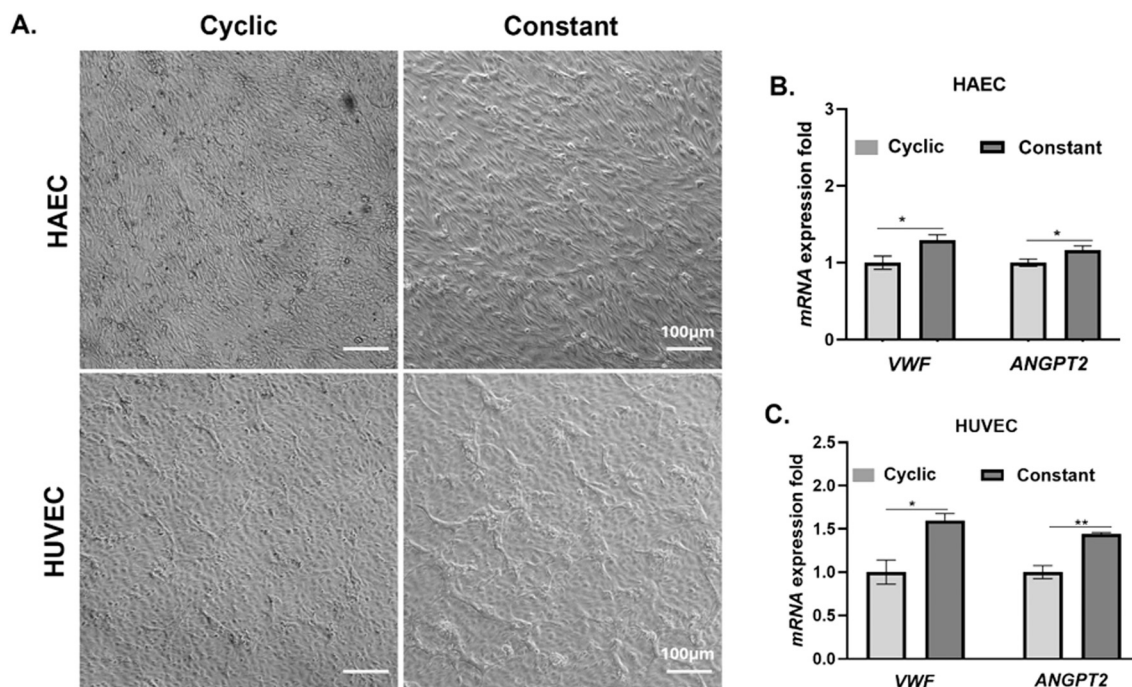 A.
Cyclic
Constant
HAEC
100μm
HUVEC
100μm
B.
HAEC
Cyclic
Constant
mRNA expression fold
3
2
1
0
*
*
VWF
ANGPT2
C.
HUVEC
Cyclic
Constant
mRNA expression fold
2.5
2.0
1.5
1.0
0.5
0.0
*
**
VWF
ANGPT2